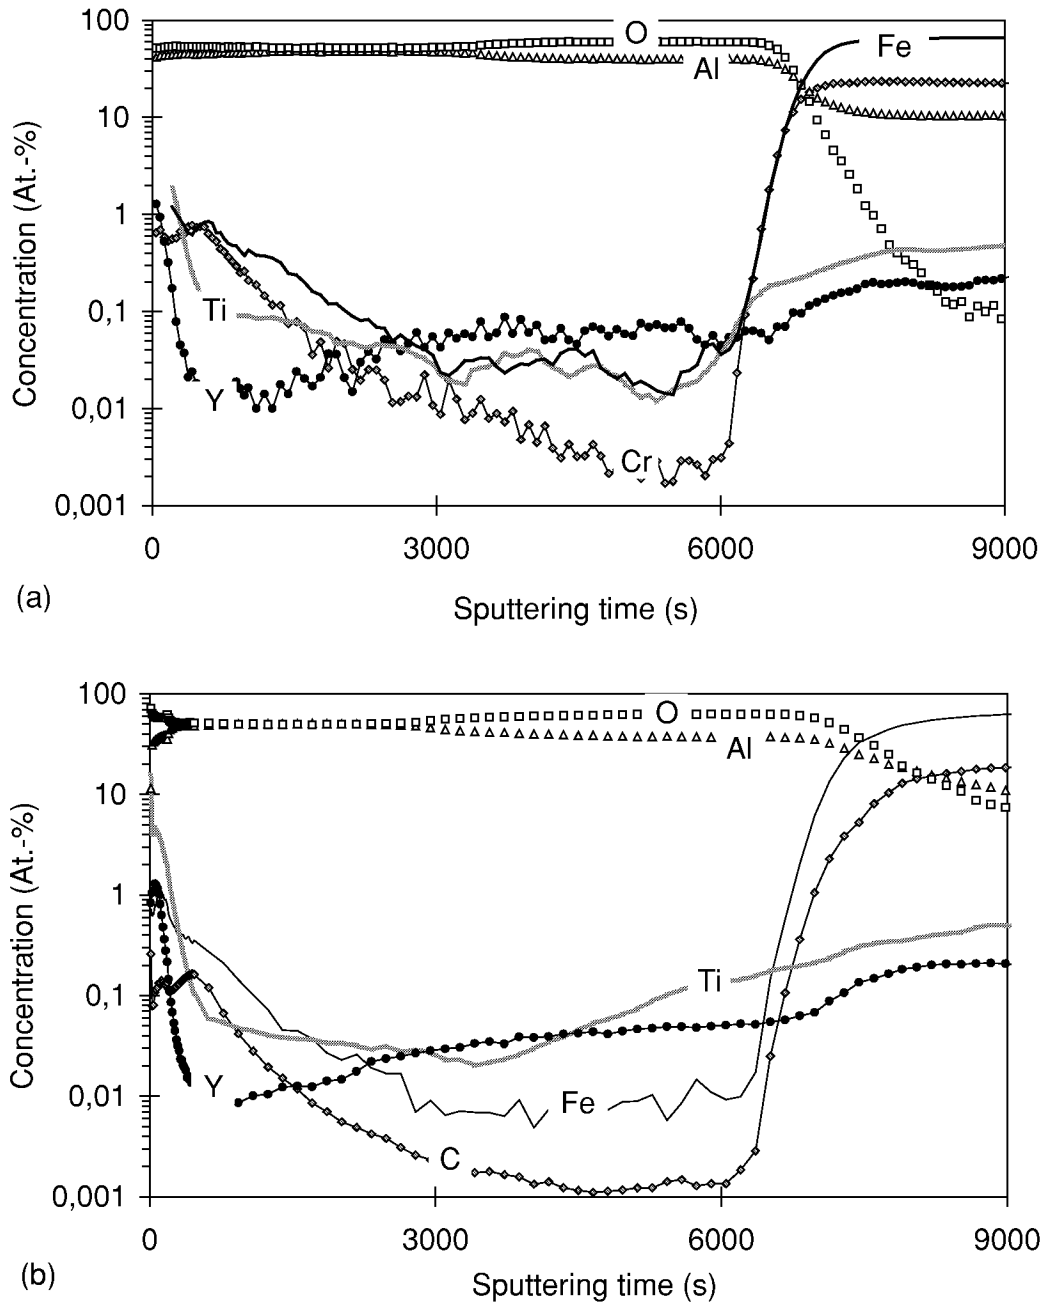 100
10
1
0,1
0,01
0,001
Concentration (At.-%)
O
Al
Fe
Ti
Y
Cr
0 3000 6000 9000
(a)
Sputtering time (s)
100
10
1
0,1
0,01
0,001
Concentration (At.-%)
O
Al
Ti
Y
Fe
C
0 3000 6000 9000
(b)
Sputtering time (s)